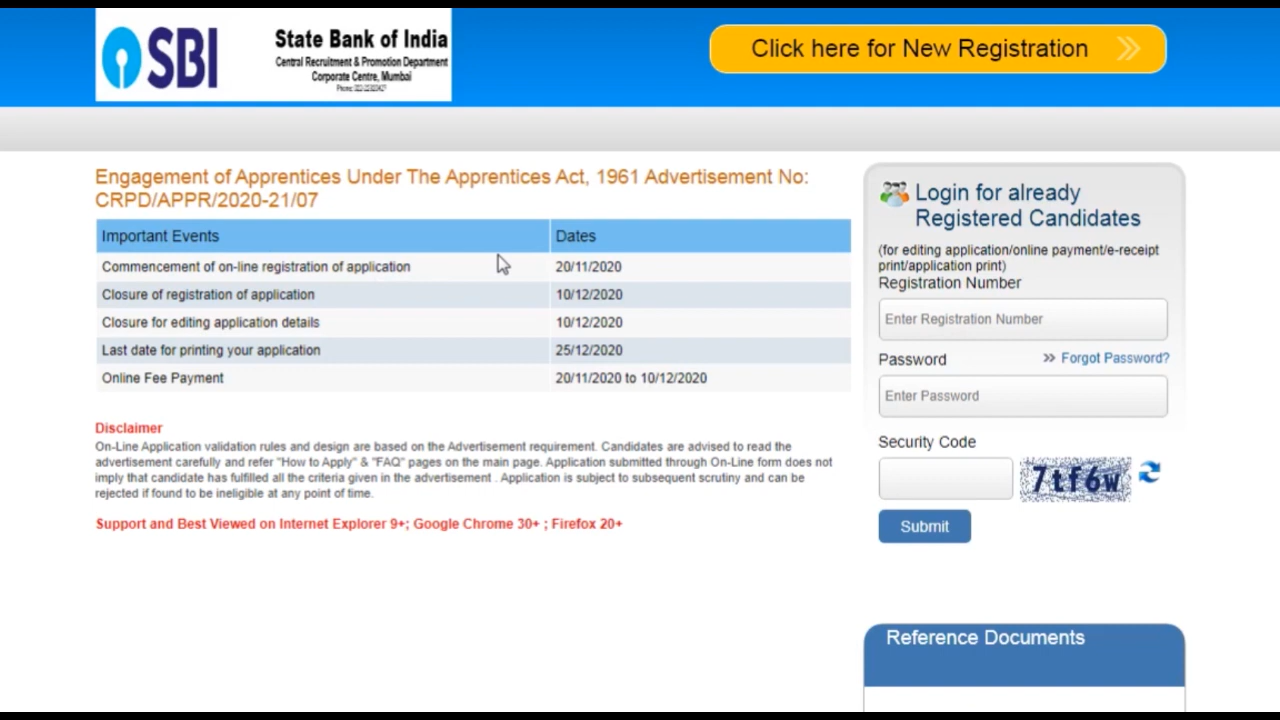 SBI
State Bank of India
Central Recruitment & Promotion Department
Corporate Centre, Mumbai
Click here for New Registration
Engagement of Apprentices Under The Apprentices Act, 1961 Advertisement No:
CRPD/APPR/2020-21/07
Important Events Dates
Commencement of on-line registration of application 20/11/2020
Closure of registration of application 10/12/2020
Closure for editing application details 10/12/2020
Last date for printing your application 25/12/2020
Online Fee Payment 20/11/2020 to 10/12/2020
Disclaimer
On-Line Application validation rules and design are based on the Advertisement requirement. Candidates are advised to read the
advertisement carefully and refer "How to Apply" & "FAQ" pages on the main page. Application submitted through On-Line form does not
imply that candidate has fulfilled all the criteria given in the advertisement . Application is subject to subsequent scrutiny and can be
rejected if found to be ineligible at any point of time.
Support and Best Viewed on Internet Explorer 9+; Google Chrome 30+ ; Firefox 20+
Login for already
Registered Candidates
(for editing application/online payment/e-receipt
print/application print)
Registration Number
Enter Registration Number
Password >> Forgot Password?
Enter Password
Security Code
7tf6w
Submit
Reference Documents